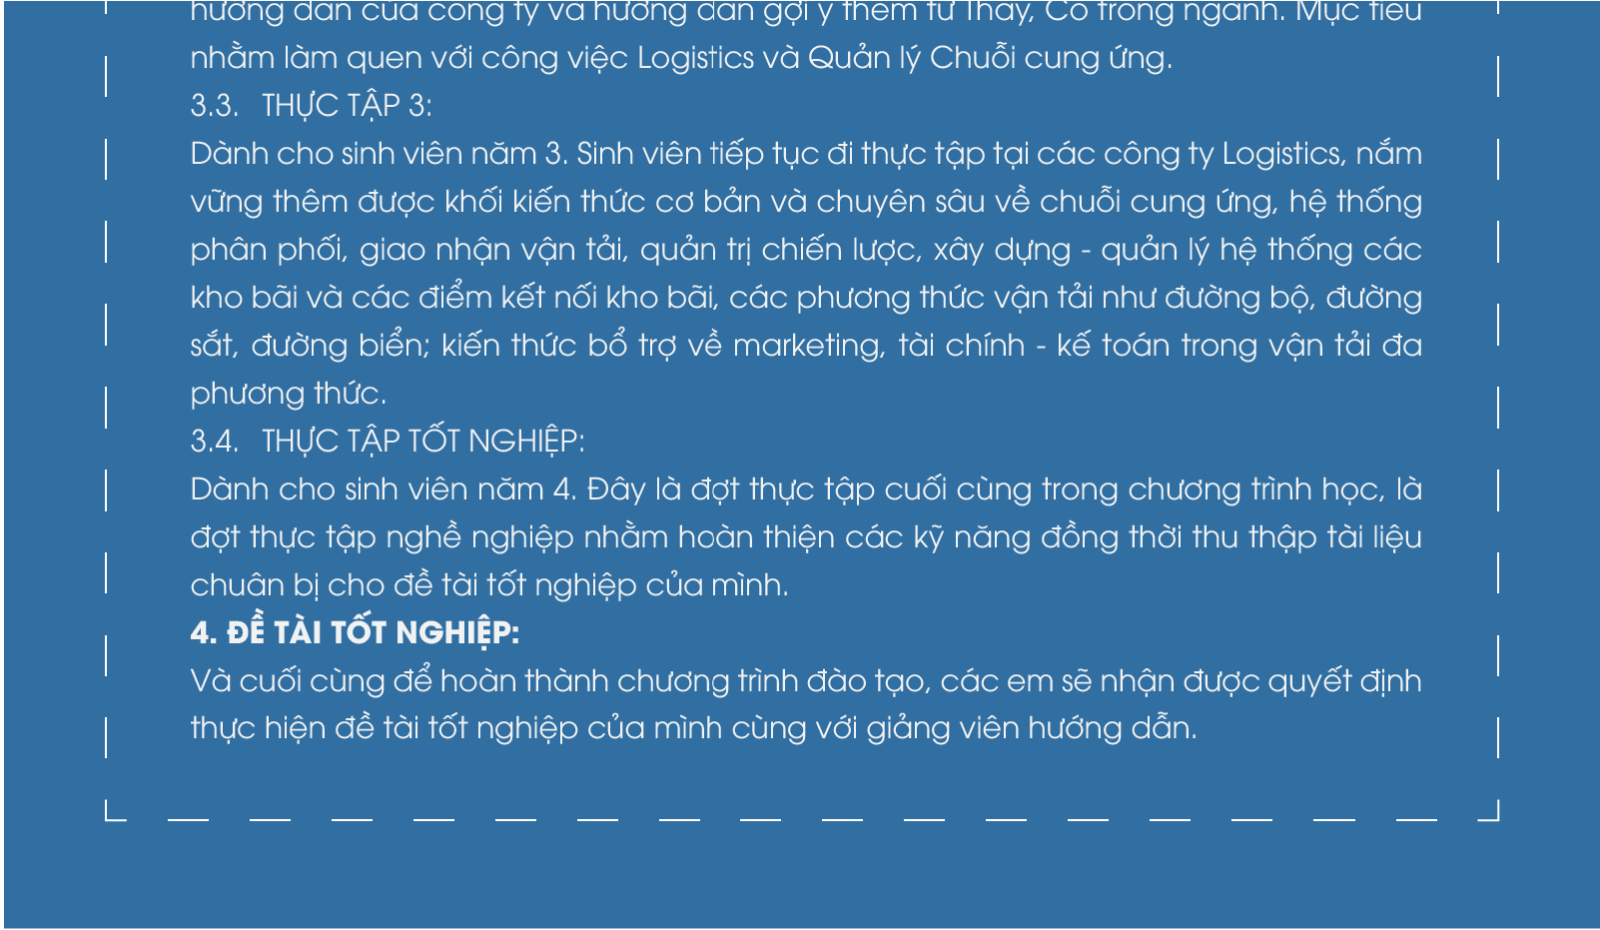 hướng dẫn của công ty và hướng dẫn gợi ý thêm từ Thầy, Cô trong ngành. Mục tiêu
nhằm làm quen với công việc Logistics và Quản lý Chuỗi cung ứng.
3.3. THỰC TẬP 3:
Dành cho sinh viên năm 3. Sinh viên tiếp tục đi thực tập tại các công ty Logistics, nắm
vững thêm được khối kiến thức cơ bản và chuyên sâu về chuỗi cung ứng, hệ thống
phân phối, giao nhận vận tải, quản trị chiến lược, xây dựng - quản lý hệ thống các
kho bãi và các điểm kết nối kho bãi, các phương thức vận tải như đường bộ, đường
sắt, đường biển; kiến thức bổ trợ về marketing, tài chính - kế toán trong vận tải đa
phương thức.
3.4. THỰC TẬP TỐT NGHIỆP:
Dành cho sinh viên năm 4. Đây là đợt thực tập cuối cùng trong chương trình học, là
đợt thực tập nghề nghiệp nhằm hoàn thiện các kỹ năng đồng thời thu thập tài liệu
chuân bị cho đề tài tốt nghiệp của mình.
4. ĐỀ TÀI TỐT NGHIỆP:
Và cuối cùng để hoàn thành chương trình đào tạo, các em sẽ nhận được quyết định
thực hiện đề tài tốt nghiệp của mình cùng với giảng viên hướng dẫn.